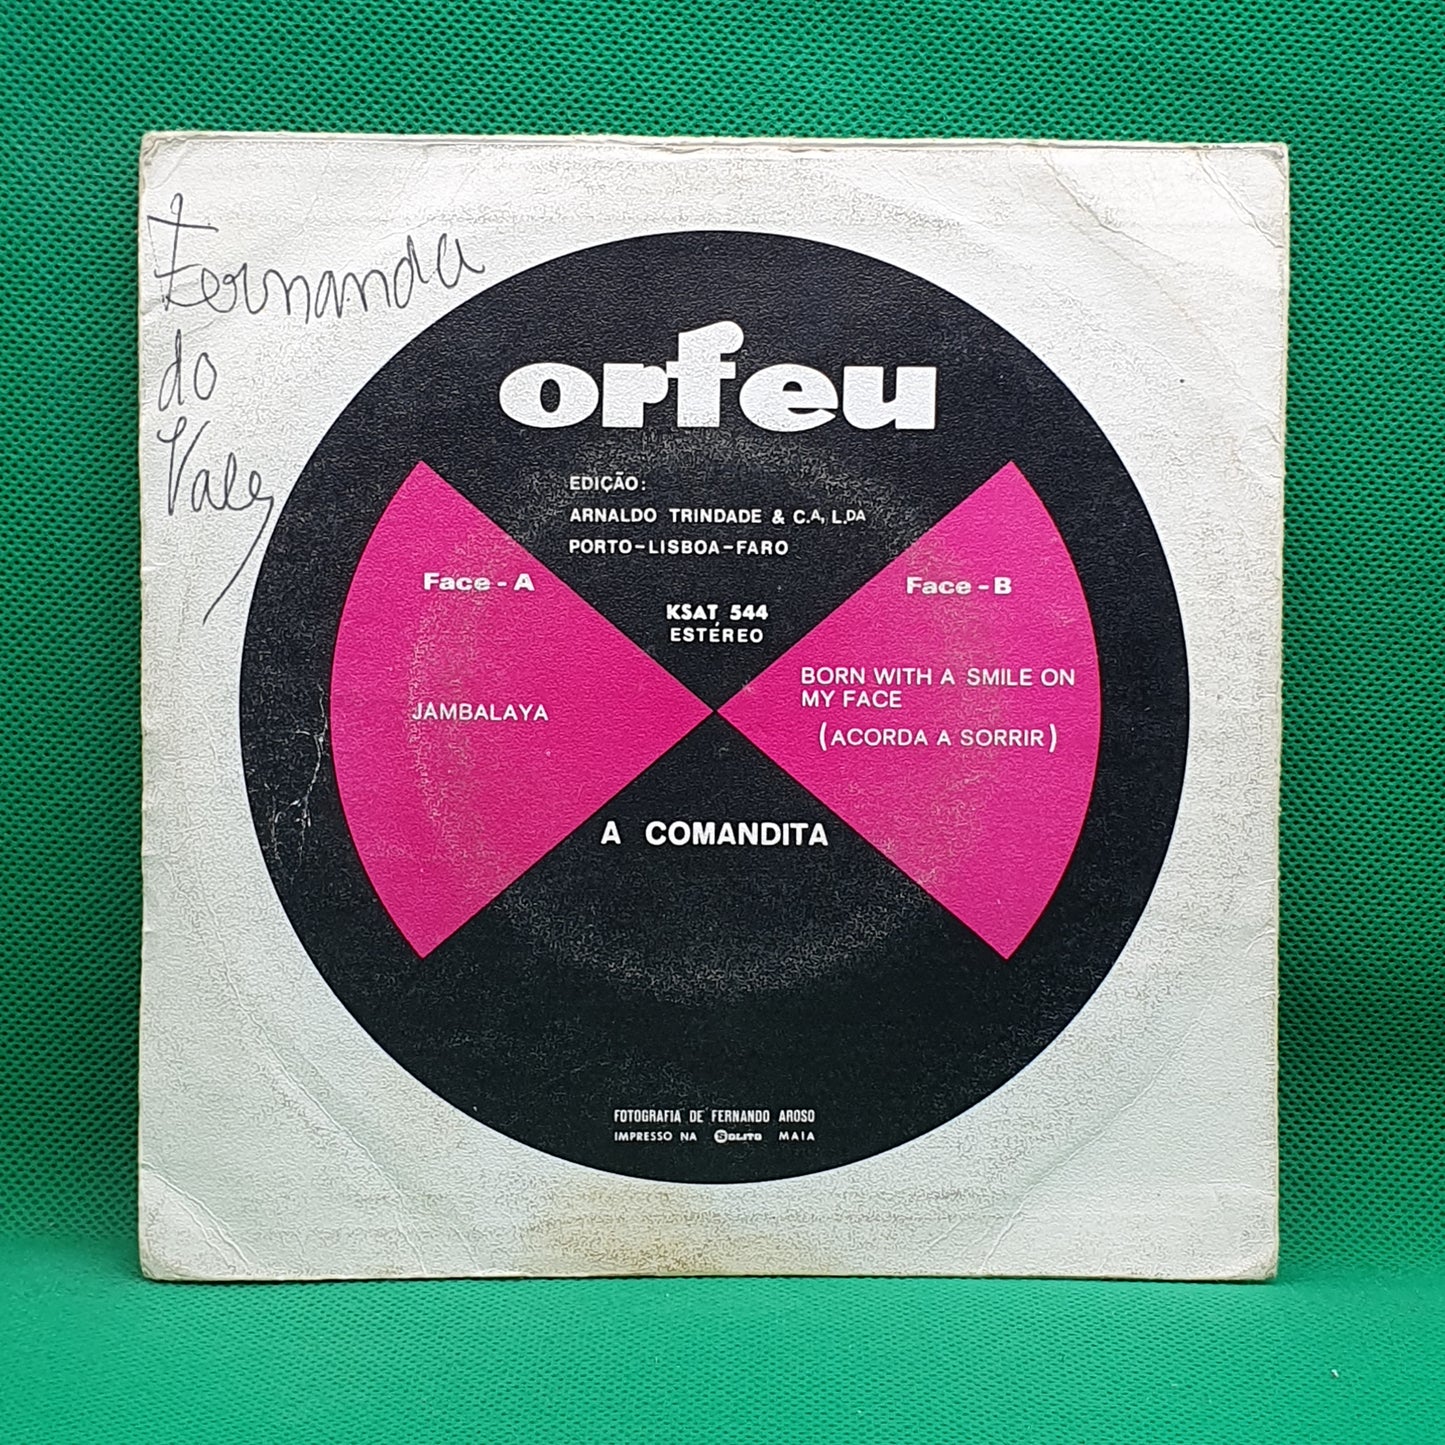 Fernanda
do
Vale
orfeu
EDIÇÃO:
ARNALDO TRINDADE & C.A, L.DA
PORTO-LISBOA-FARO
Face - A
Face - B
KSAT 544
ESTÉREO
JAMBALAYA
BORN WITH A SMILE ON
MY FACE
(ACORDA A SORRIR)
A COMANDITA
FOTOGRAFIA DE FERNANDO AROSO
IMPRESSO NA SOLITO MAIA